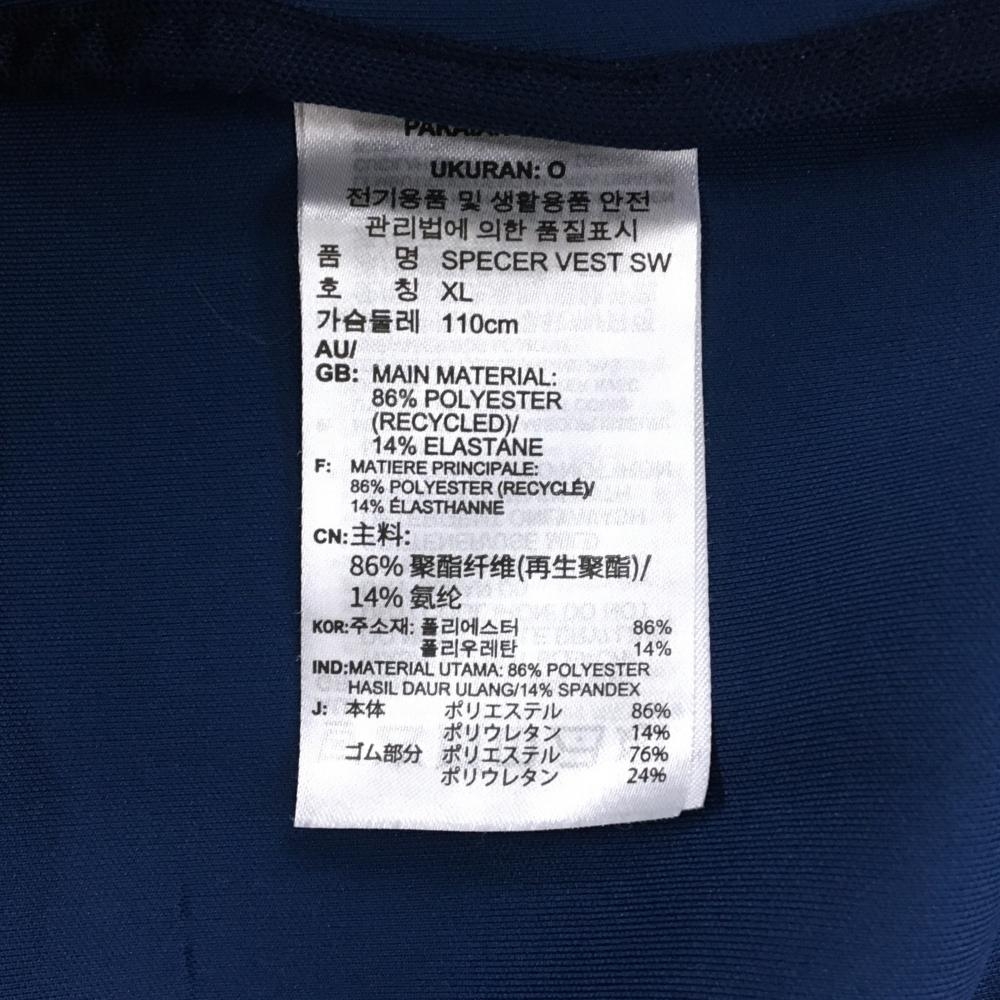 UKURAN: O
전기용품 및 생활용품 안전
관리법에 의한 품질표시
품 명 SPECER VEST SW
호 칭 XL
가슴둘레 110cm
AU/
GB: MAIN MATERIAL:
86% POLYESTER
(RECYCLED)/
14% ELASTANE
F: MATIERE PRINCIPALE:
86% POLYESTER (RECYCLÉ)/
14% ÉLASTHANNE
CN:主料:
86% 聚酯纤维(再生聚酯)/
14% 氨纶
KOR:주소재: 폴리에스터 86%
폴리우레탄 14%
IND:MATERIAL UTAMA: 86% POLYESTER
HASIL DAUR ULANG/14% SPANDEX
J: 本体 ポリエステル 86%
ポリウレタン 14%
ゴム部分 ポリエステル 76%
ポリウレタン 24%